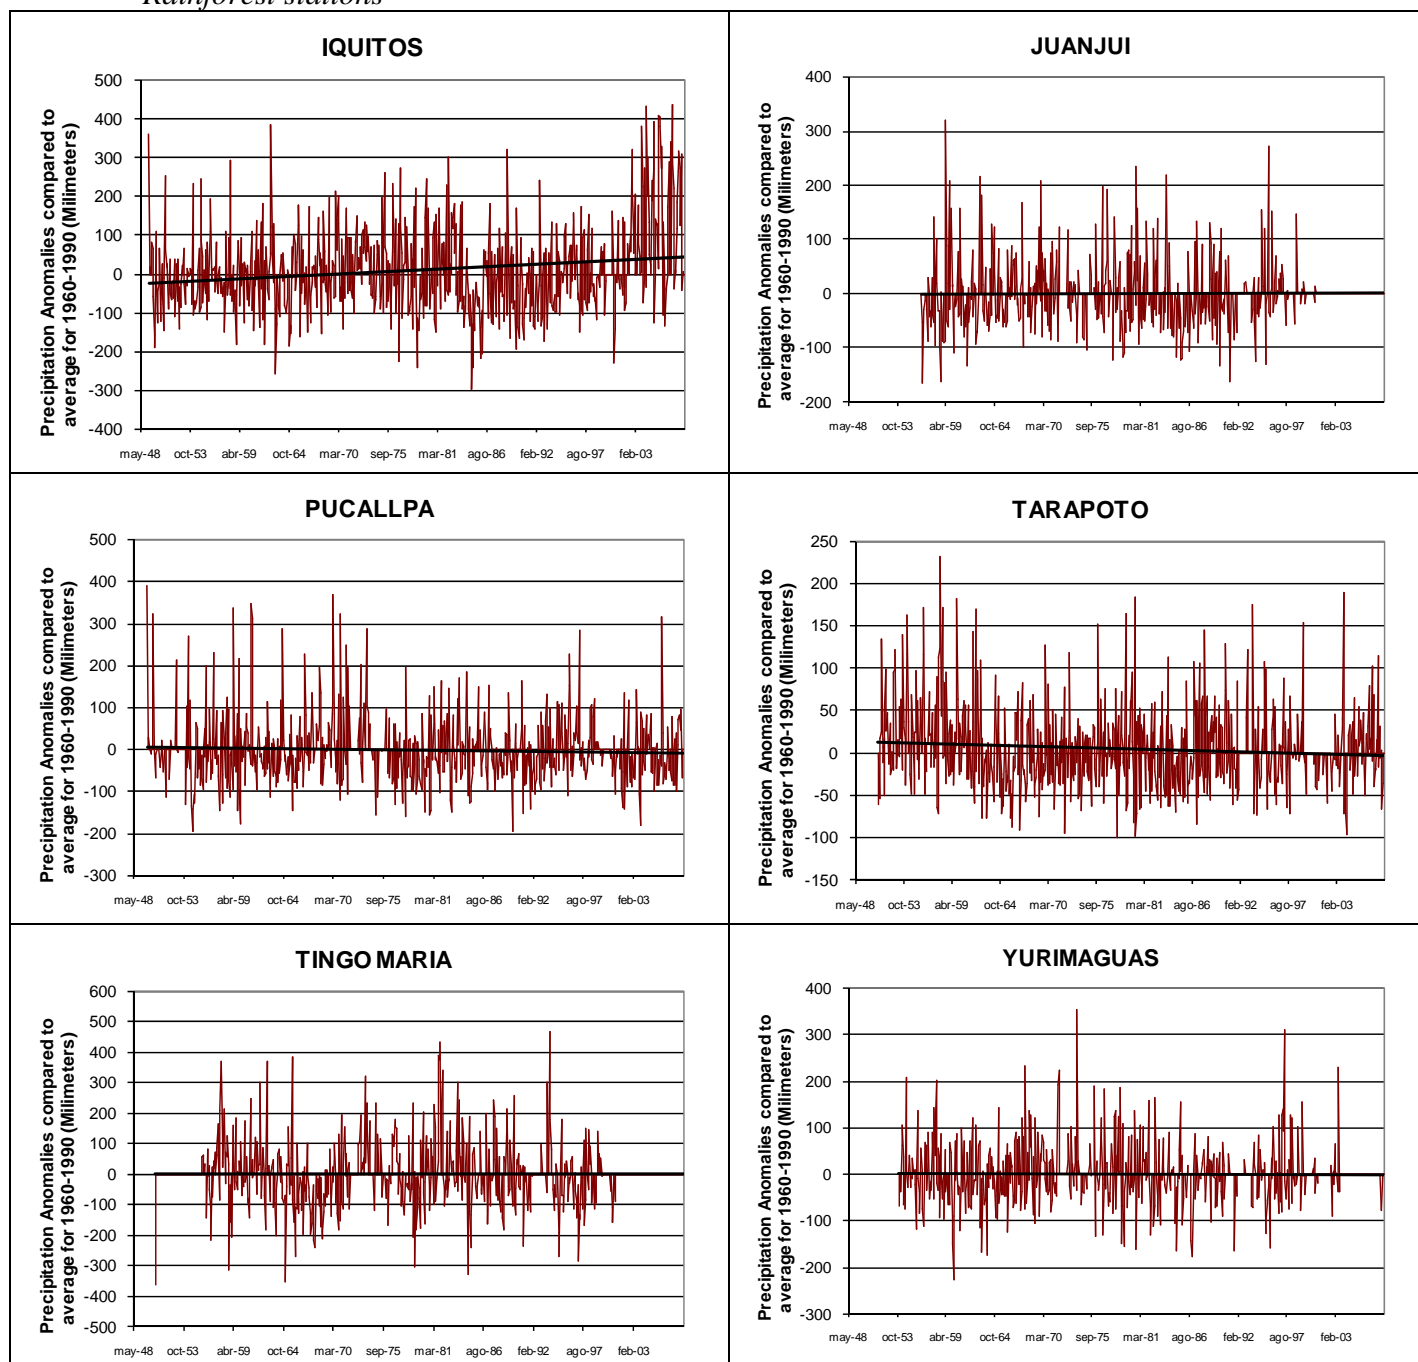 Rainforest stations
IQUITOS
Precipitation Anomalies compared to
average for 1960-1990 (Milimeters)
500
400
300
200
100
0
-100
-200
-300
-400
may-48 oct-53 abr-59 oct-64 mar-70 sep-75 mar-81 ago-86 feb-92 ago-97 feb-03
JUANJUI
Precipitation Anomalies compared to
average for 1960-1990 (Milimeters)
400
300
200
100
0
-100
-200
may-48 oct-53 abr-59 oct-64 mar-70 sep-75 mar-81 ago-86 feb-92 ago-97 feb-03
PUCALLPA
Precipitation Anomalies compared to
average for 1960-1990 (Milimeters)
500
400
300
200
100
0
-100
-200
-300
may-48 oct-53 abr-59 oct-64 mar-70 sep-75 mar-81 ago-86 feb-92 ago-97 feb-03
TARAPOTO
Precipitation Anomalies compared to
average for 1960-1990 (Milimeters)
250
200
150
100
50
0
-50
-100
-150
may-48 oct-53 abr-59 oct-64 mar-70 sep-75 mar-81 ago-86 feb-92 ago-97 feb-03
TINGO MARIA
Precipitation Anomalies compared to
average for 1960-1990 (Milimeters)
600
500
400
300
200
100
0
-100
-200
-300
-400
-500
may-48 oct-53 abr-59 oct-64 mar-70 sep-75 mar-81 ago-86 feb-92 ago-97 feb-03
YURIMAGUAS
Precipitation Anomalies compared to
average for 1960-1990 (Milimeters)
400
300
200
100
0
-100
-200
-300
may-48 oct-53 abr-59 oct-64 mar-70 sep-75 mar-81 ago-86 feb-92 ago-97 feb-03